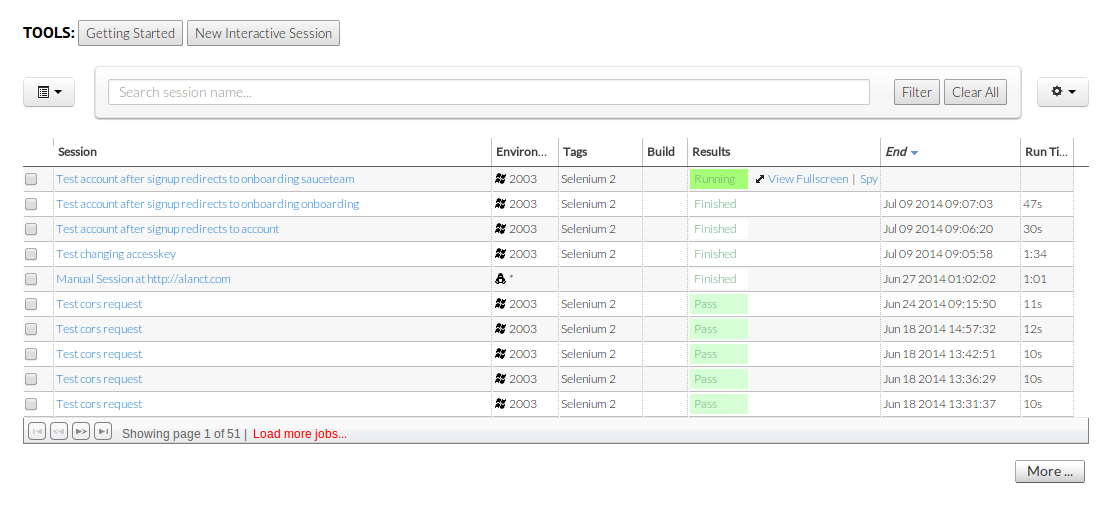 TOOLS: Getting Started New Interactive Session
Search session name... Filter Clear All
Session Environ... Tags Build Results End Run Ti...
Test account after signup redirects to onboarding sauceteam 2003 Selenium 2 Running View Fullscreen | Spy
Test account after signup redirects to onboarding onboarding 2003 Selenium 2 Finished Jul 09 2014 09:07:03 47s
Test account after signup redirects to account 2003 Selenium 2 Finished Jul 09 2014 09:06:20 30s
Test changing accesskey 2003 Selenium 2 Finished Jul 09 2014 09:05:58 1:34
Manual Session at http://alanct.com * Finished Jun 27 2014 01:02:02 1:01
Test cors request 2003 Selenium 2 Pass Jun 24 2014 09:15:50 11s
Test cors request 2003 Selenium 2 Pass Jun 18 2014 14:57:32 12s
Test cors request 2003 Selenium 2 Pass Jun 18 2014 13:42:51 10s
Test cors request 2003 Selenium 2 Pass Jun 18 2014 13:36:29 10s
Test cors request 2003 Selenium 2 Pass Jun 18 2014 13:31:37 10s
Showing page 1 of 51 | Load more jobs...
More ...